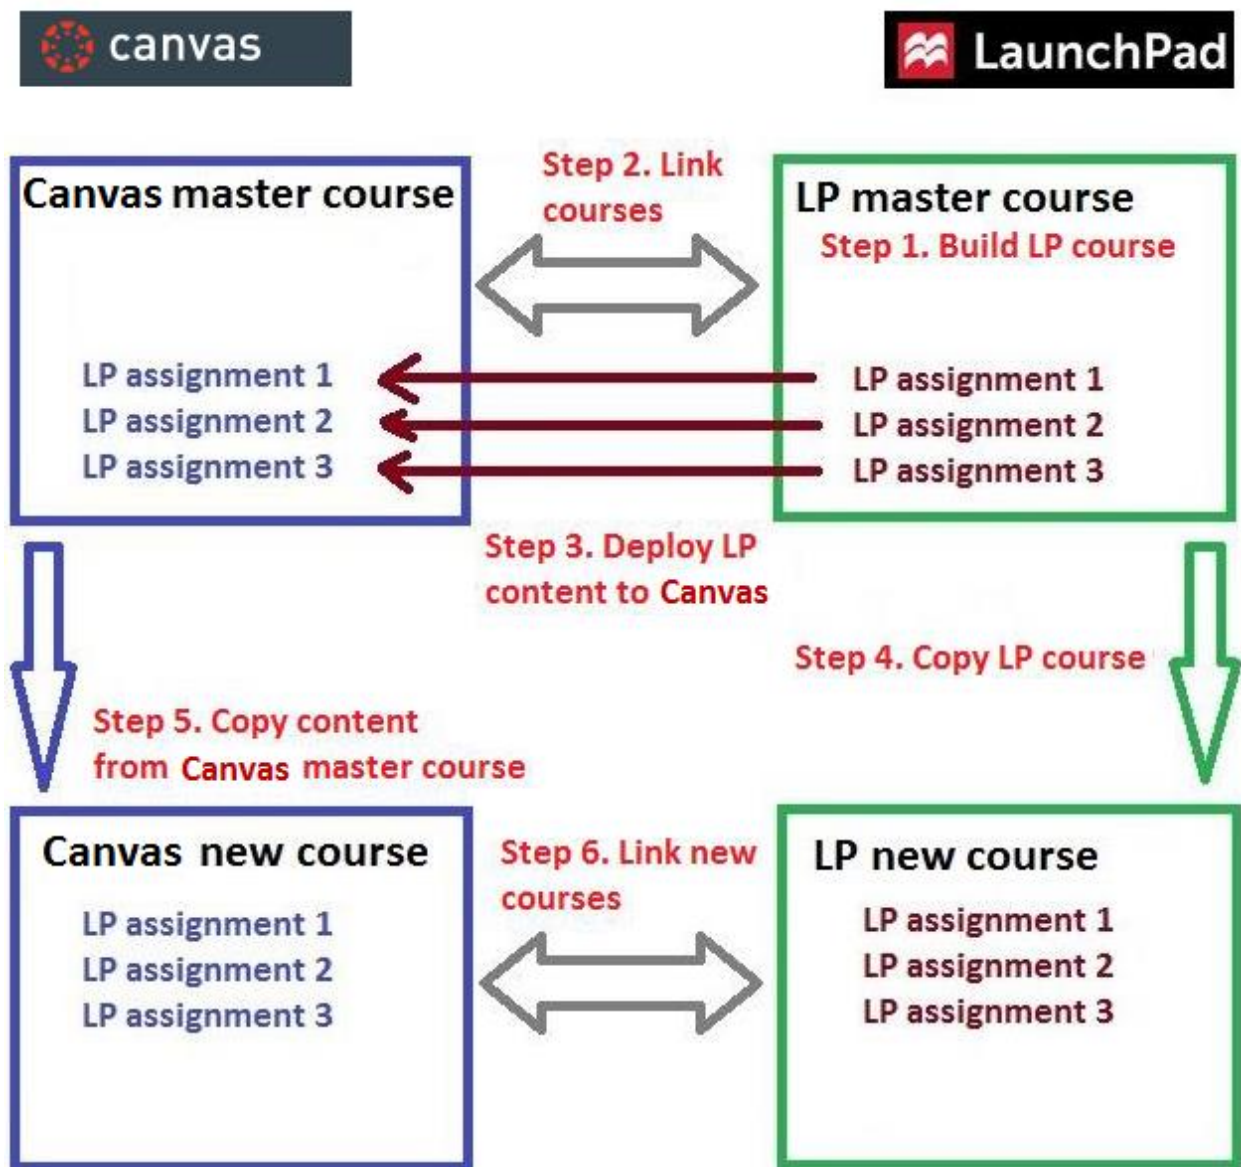 canvas
LaunchPad
Canvas master course
Step 2. Link
courses
LP master course
Step 1. Build LP course
LP assignment 1
LP assignment 2
LP assignment 3
LP assignment 1
LP assignment 2
LP assignment 3
Step 3. Deploy LP
content to Canvas
Step 4. Copy LP course
Step 5. Copy content
from Canvas master course
Canvas new course
LP assignment 1
LP assignment 2
LP assignment 3
Step 6. Link new
courses
LP new course
LP assignment 1
LP assignment 2
LP assignment 3